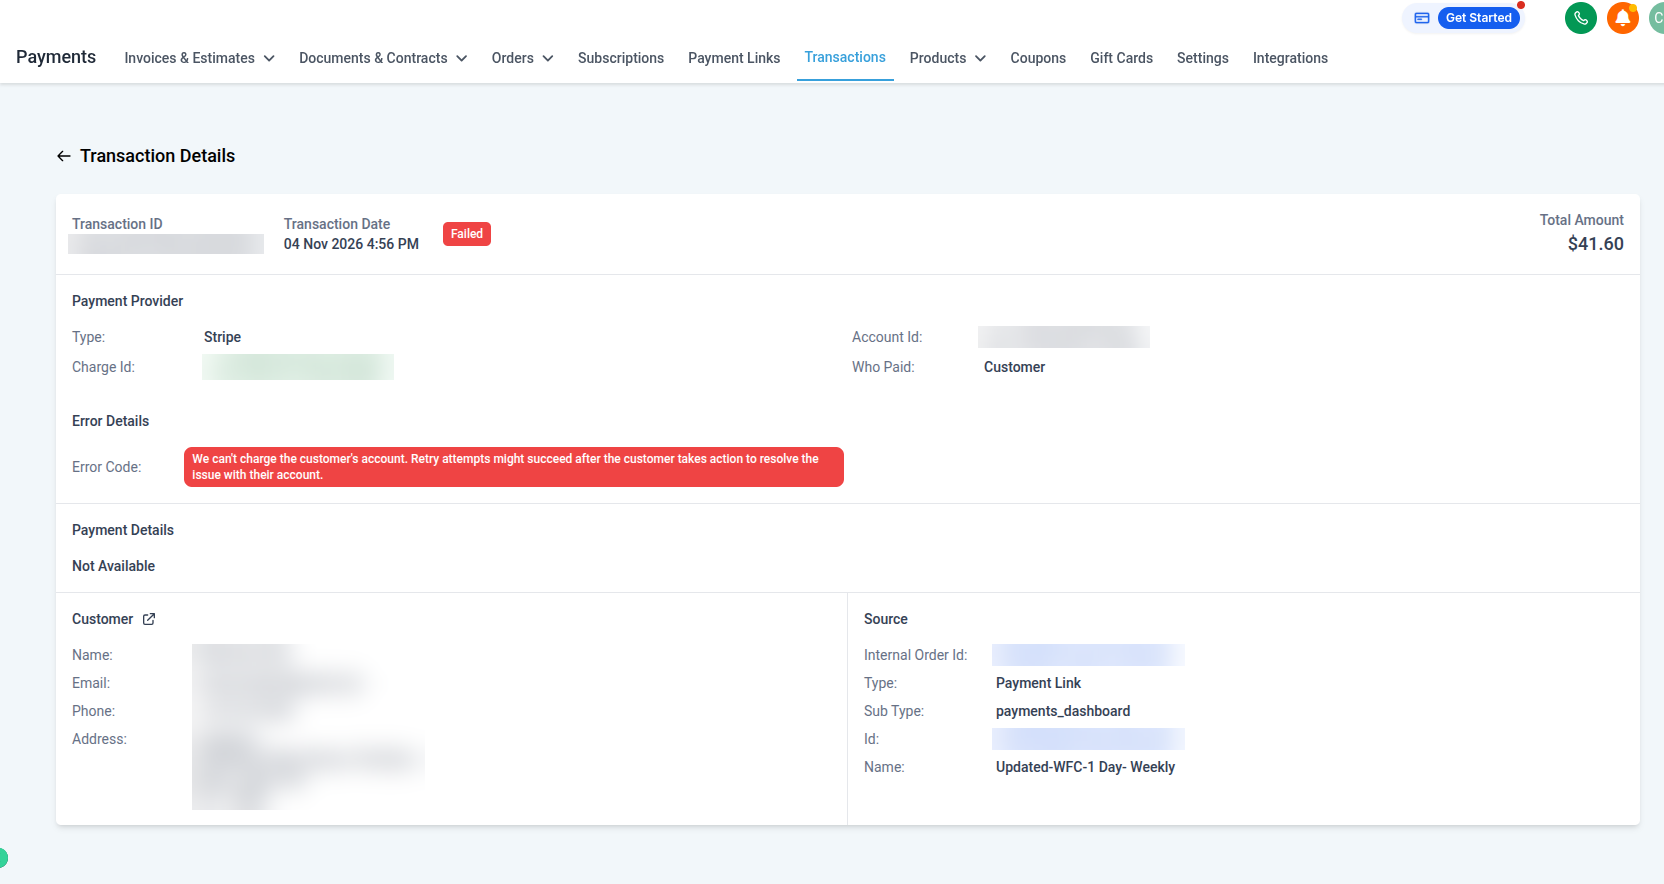 Get Started
C
Payments
Invoices & Estimates
Documents & Contracts
Orders
Subscriptions
Payment Links
Transactions
Products
Coupons
Gift Cards
Settings
Integrations
Transaction Details
Transaction ID
Transaction Date
04 Nov 2026 4:56 PM
Failed
Total Amount
$41.60
Payment Provider
Type: Stripe
Account Id:
Charge Id:
Who Paid: Customer
Error Details
Error Code:
We can't charge the customer's account. Retry attempts might succeed after the customer takes action to resolve the
issue with their account.
Payment Details
Not Available
Customer
Name:
Email:
Phone:
Address:
Source
Internal Order Id:
Type: Payment Link
Sub Type: payments_dashboard
Id:
Name: Updated-WFC-1 Day- Weekly